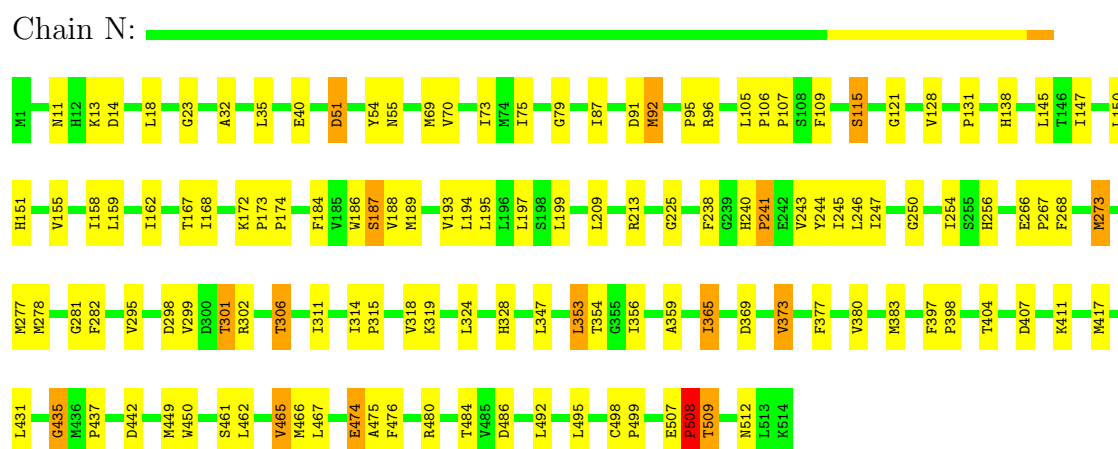 Chain N:
M1 N11 H12 K13 D14 L18 G23 A32 L35 E40 D51 Y54 N55 M69 V70 I73 M74 I75 G79 I87 D91 M92 P95 R96 L105 P106 P107 S108 F109 S115 G121 V128 P131 H138 L145 T146 I147 L150
H151 V155 I158 L159 I162 T167 I168 K172 P173 P174 F184 V185 W186 S187 V188 M189 V193 L194 L195 L196 L197 S198 L199 L209 R213 G225 F238 G239 H240 P241 E242 V243 Y244 I245 L246 I247 G250 I254 S255 H256 E266 P267 F268 M273
M277 M278 G281 F282 V295 D298 V299 D300 T301 R302 T306 I311 I314 P315 V318 K319 L324 H328 L347 L353 T354 G355 I356 A359 I365 D369 V373 F377 V380 M383 F397 P398 T404 D407 K411 M417
L431 G435 M436 P437 D442 M449 W450 S461 L462 V465 M466 L467 E474 A475 F476 R480 T484 V485 D486 L492 L495 C498 P499 E507 P508 T509 N512 L513 K514